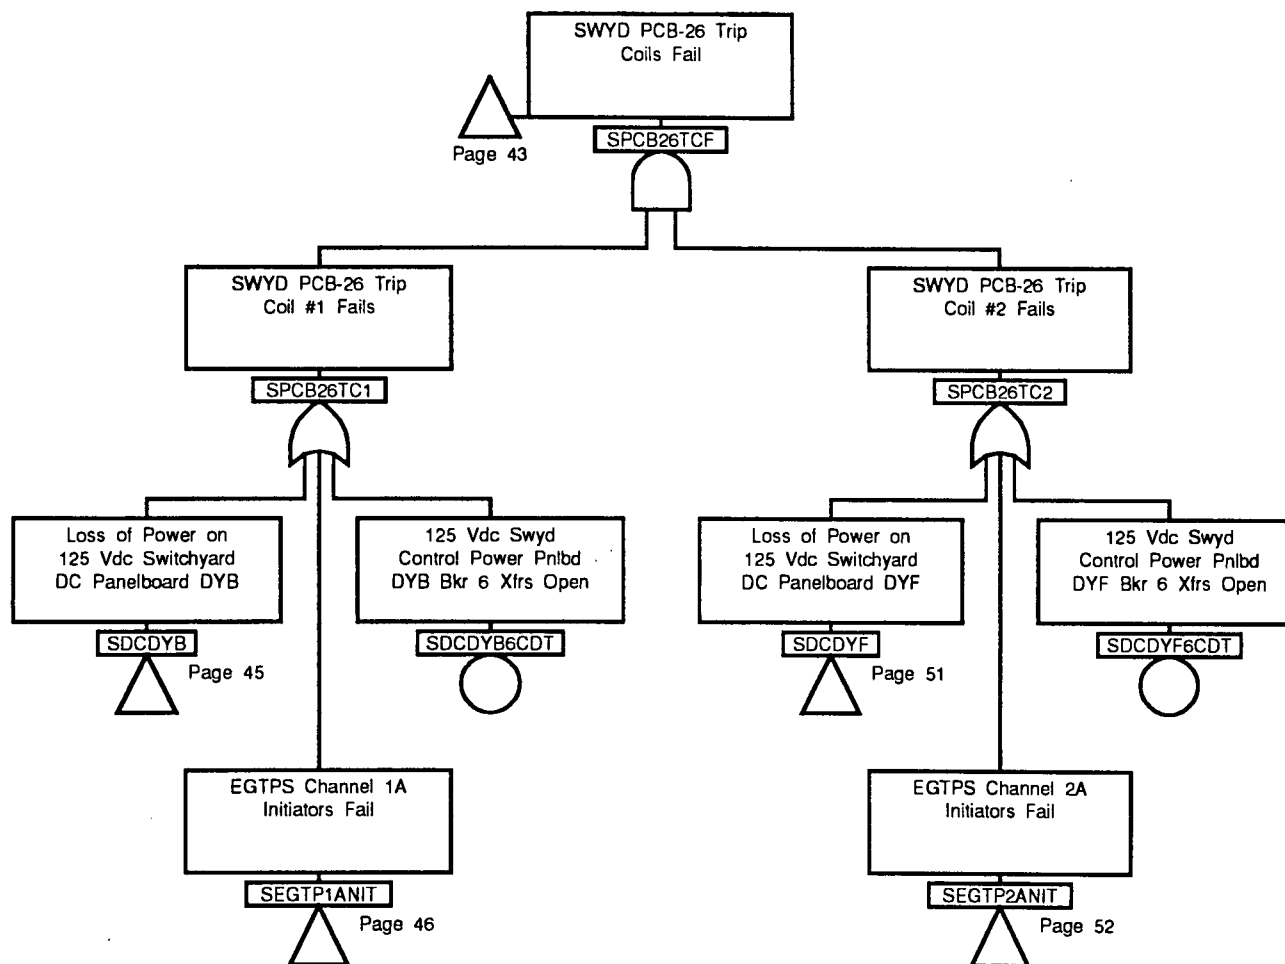 SWYD PCB-26 Trip
Coils Fail
Page 43
SPCB26TCF
SWYD PCB-26 Trip
Coil #1 Fails
SPCB26TC1
SWYD PCB-26 Trip
Coil #2 Fails
SPCB26TC2
Loss of Power on
125 Vdc Switchyard
DC Panelboard DYB
SDCDYB
Page 45
125 Vdc Swyd
Control Power Pnlbd
DYB Bkr 6 Xfrs Open
SDCDYB6CDT
Loss of Power on
125 Vdc Switchyard
DC Panelboard DYF
SDCDYF
Page 51
125 Vdc Swyd
Control Power Pnlbd
DYF Bkr 6 Xfrs Open
SDCDYF6CDT
EGTPS Channel 1A
Initiators Fail
SEGTP1ANIT
Page 46
EGTPS Channel 2A
Initiators Fail
SEGTP2ANIT
Page 52